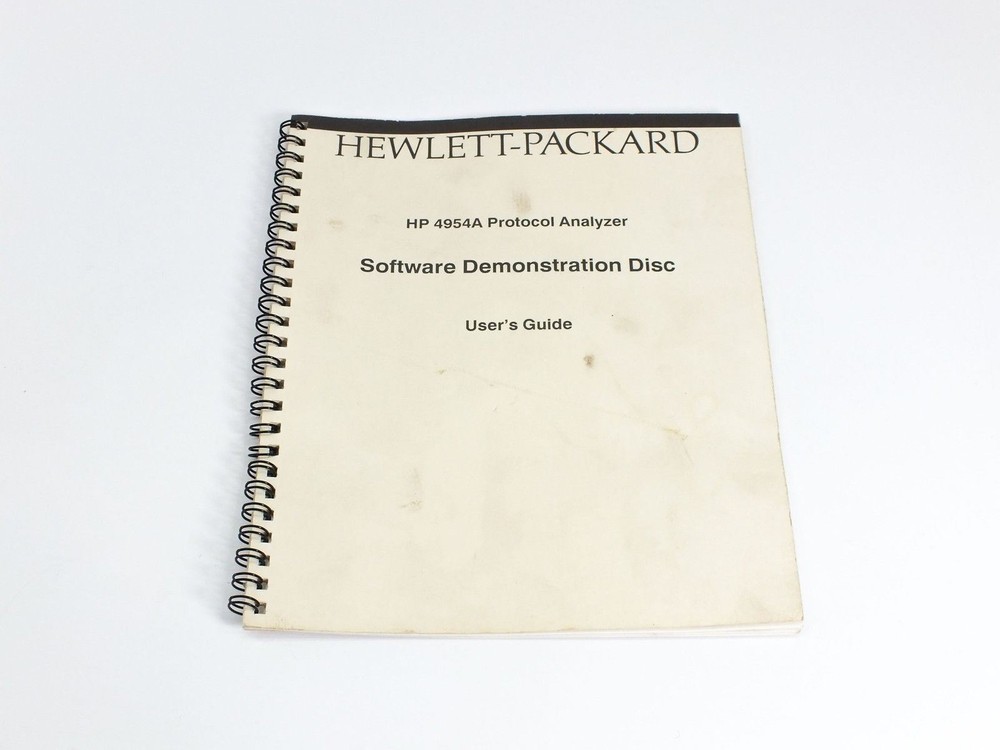 HEWLETT-PACKARD
HP 4954A Protocol Analyzer
Software Demonstration Disc
User's Guide